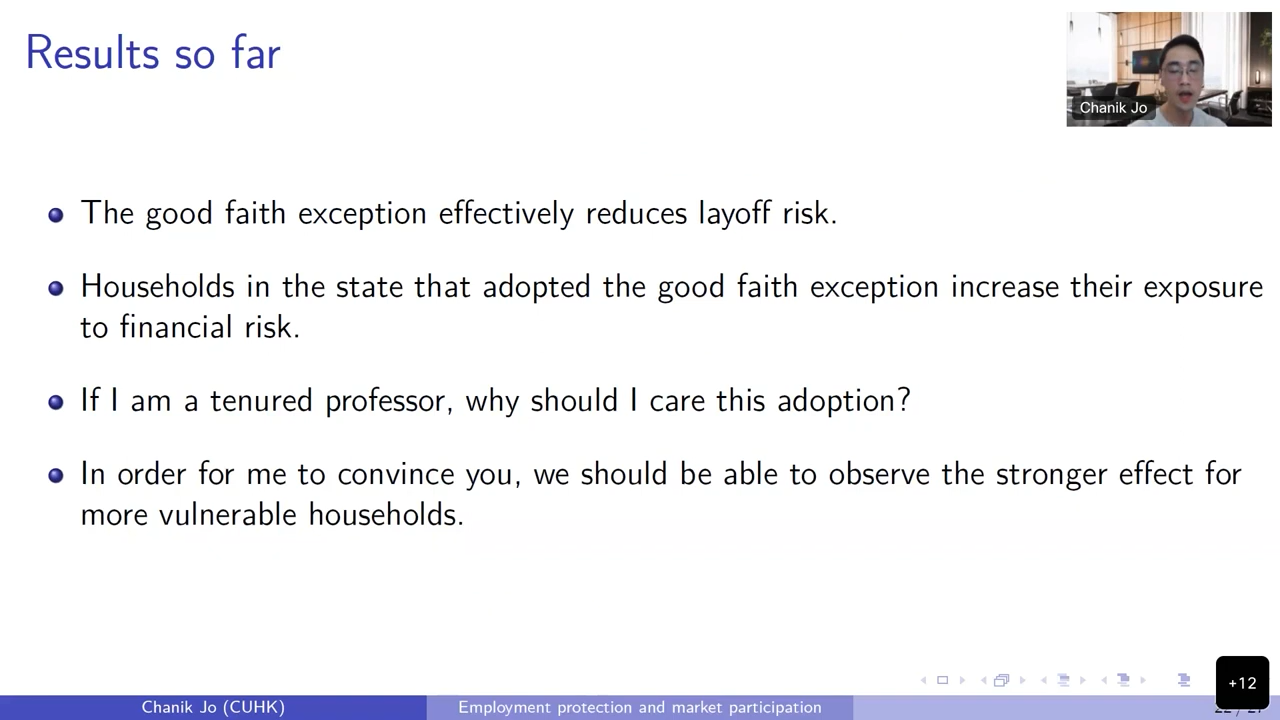 Results so far
Chanik Jo
The good faith exception effectively reduces layoff risk.
Households in the state that adopted the good faith exception increase their exposure
to financial risk.
If I am a tenured professor, why should I care this adoption?
In order for me to convince you, we should be able to observe the stronger effect for
more vulnerable households.
+12
Chanik Jo (CUHK)
Employment protection and market participation